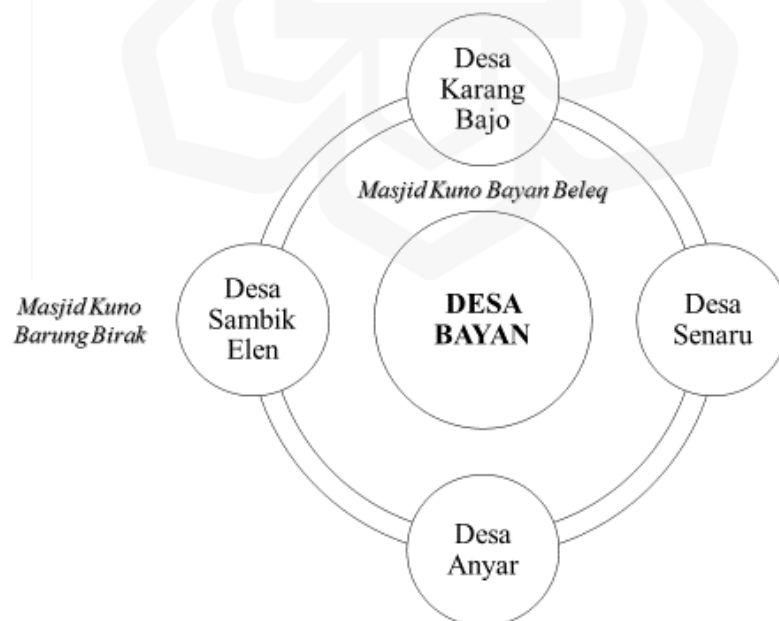 Desa
Karang
Bajo
Masjid Kuno Bayan Beleq
Masjid Kuno
Barung Birak
Desa
Sambik
Elen
DESA
BAYAN
Desa
Senaru
Desa
Anyar